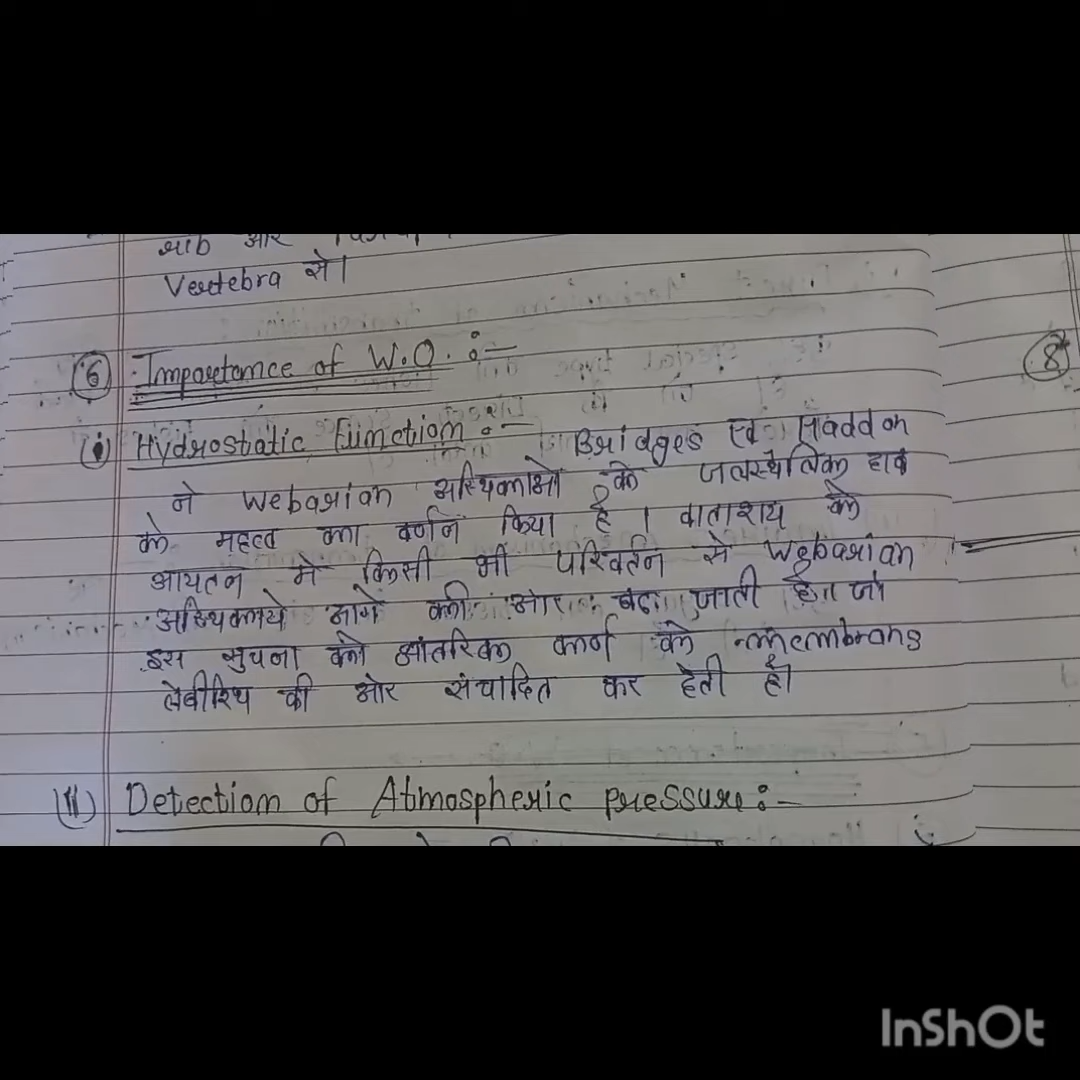 और
Vertebra से।
6 Importance of W.O. :-
8
(i) Hydrostatic function :- Bridges एवं Haddon
ने Webarian अस्थिकाओं के जलस्थैतिक दाब
के महत्व का वर्णन किया है । वाताशय के
आयतन में किसी भी परिवर्तन से Webarian
अस्थिकाये आगे की ओर बढ़ जाती है। जो
इस सुचना को आंतरिक कर्ण के membrans
लेबीरिंथ की ओर संचादित कर देती है।
(II) Detection of Atmospheric pressure :-
InShOt